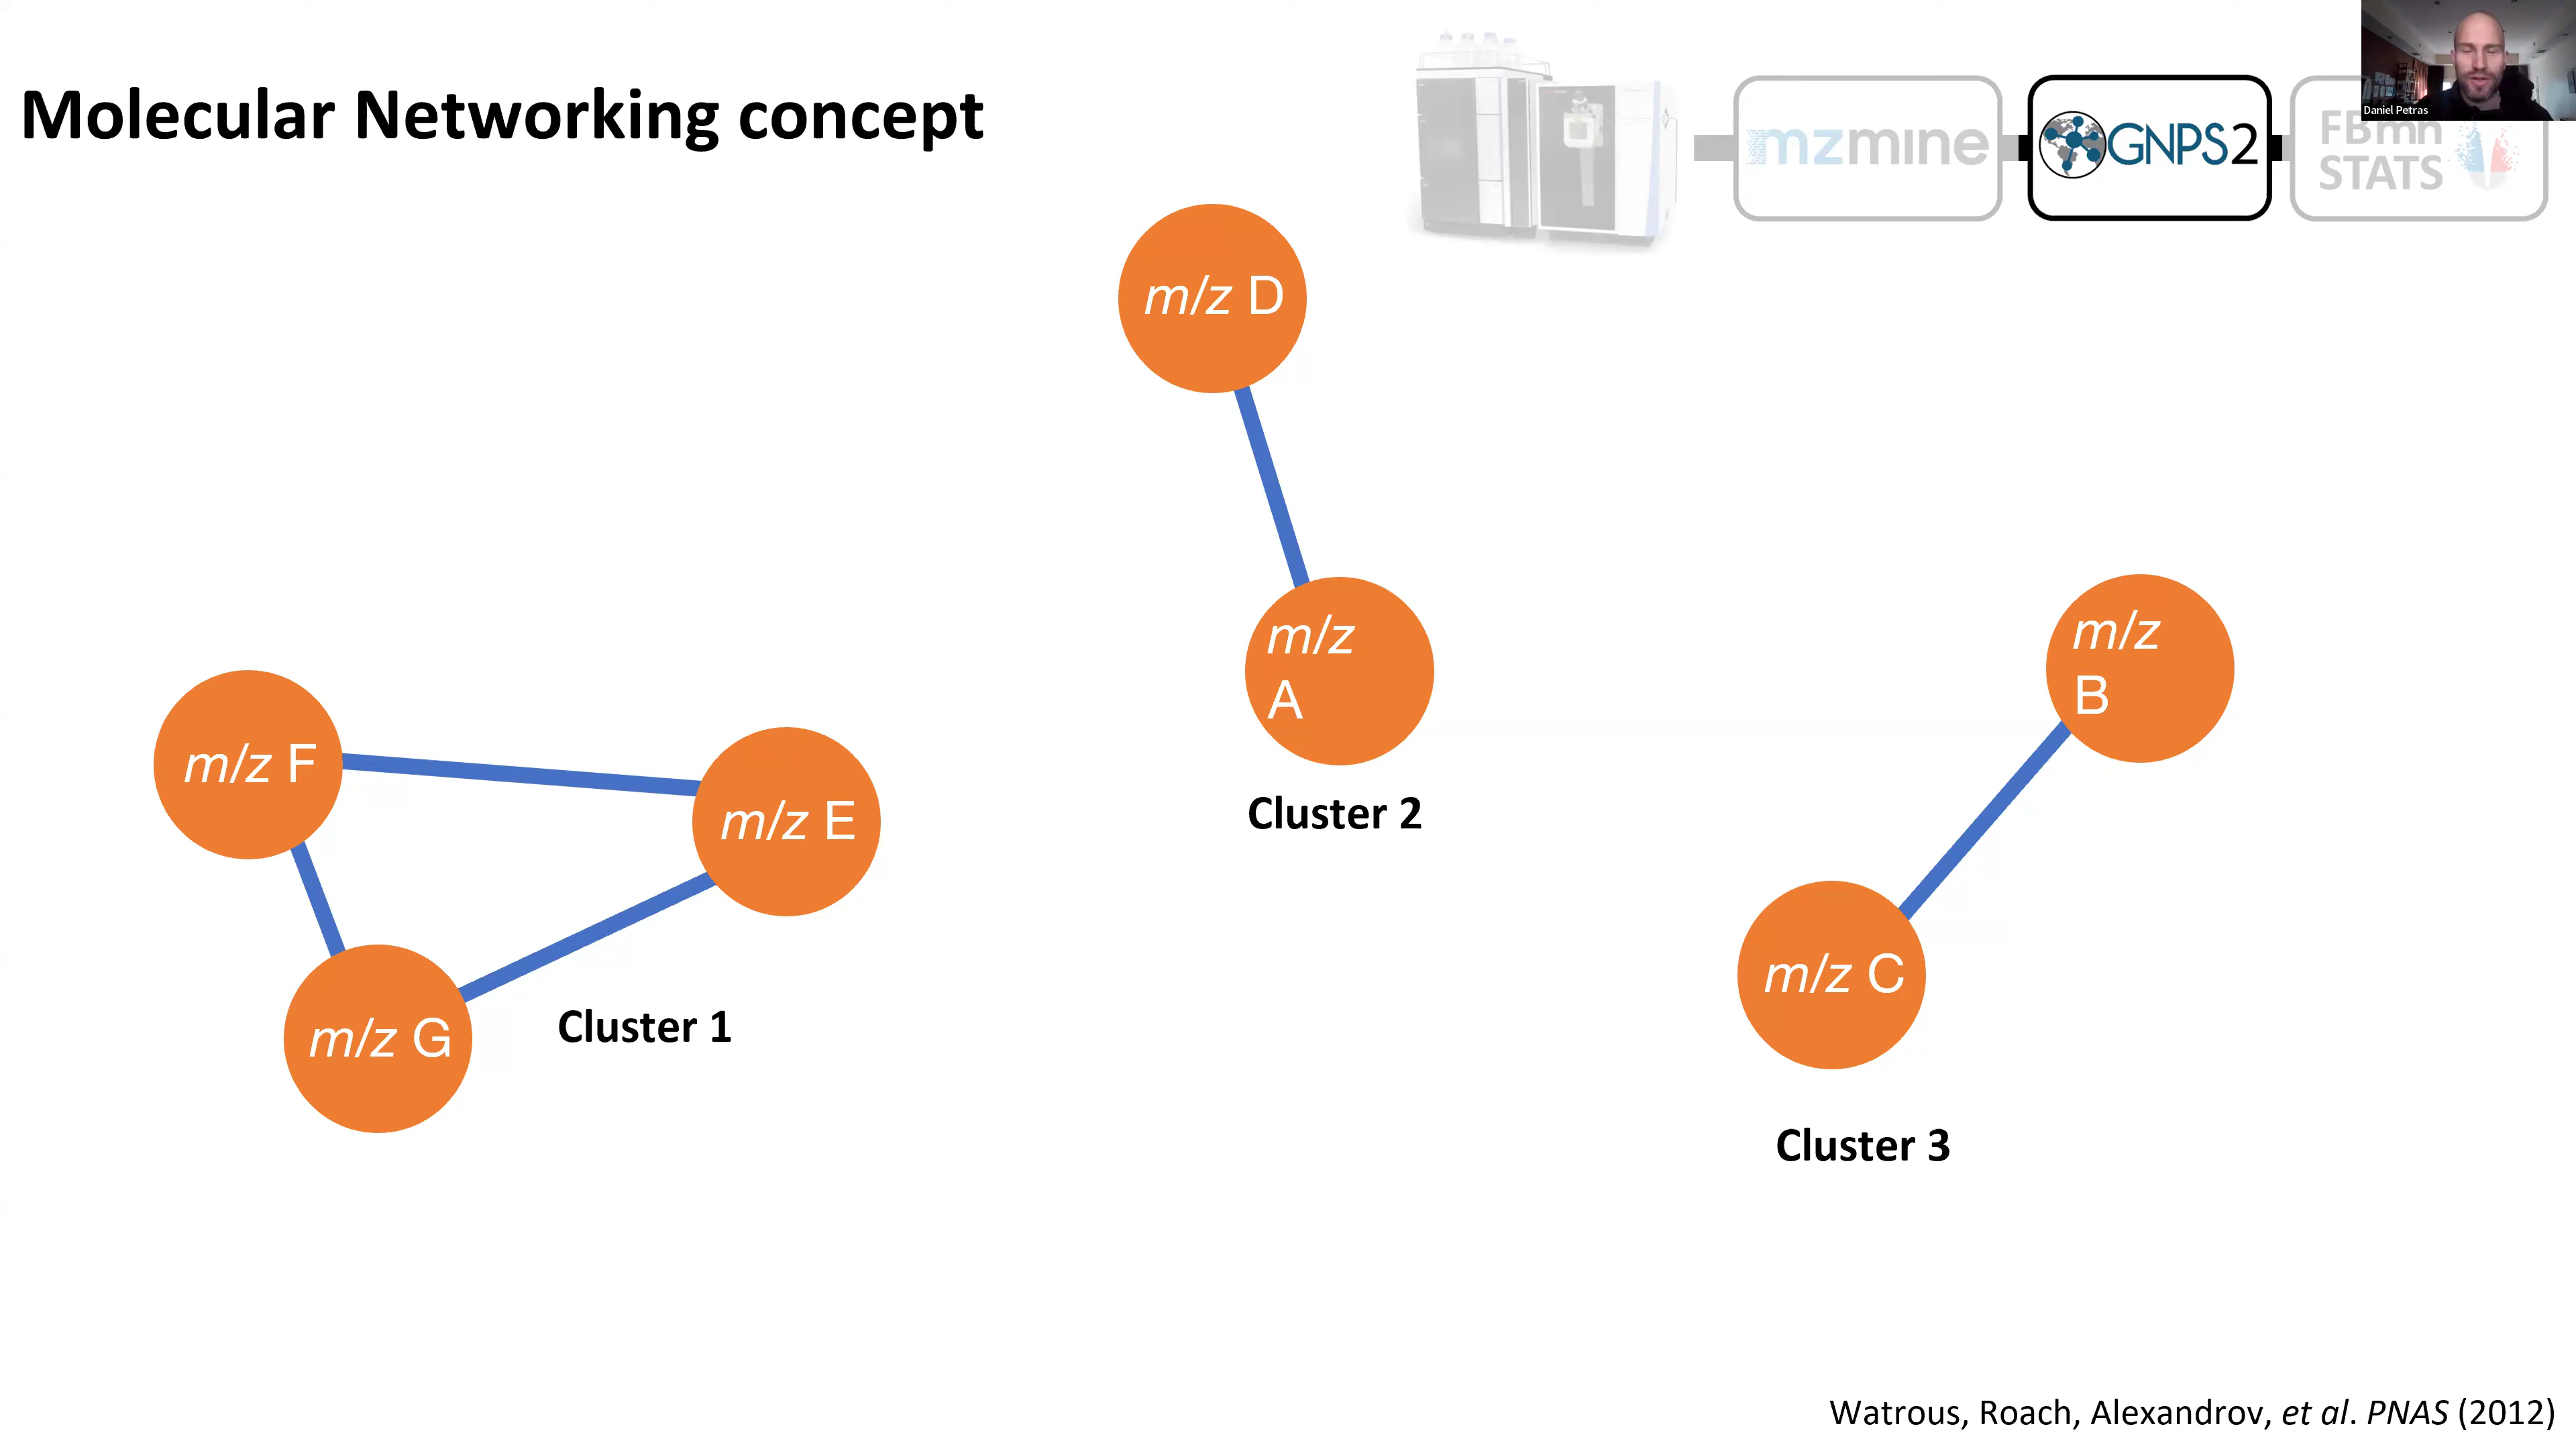 Molecular Networking concept
mzmine
GNPS2
FBmn
STATS
Daniel Petras
m/z D
m/z
A
Cluster 2
m/z
B
m/z F
m/z E
m/z G
Cluster 1
m/z C
Cluster 3
Watrous, Roach, Alexandrov, et al. PNAS (2012)